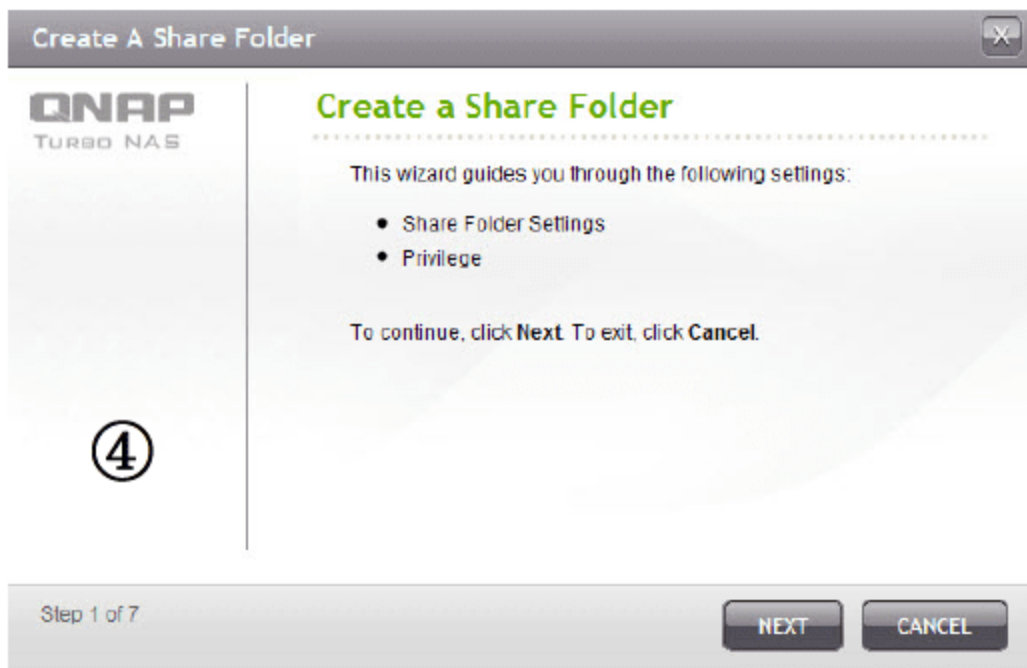 Create A Share Folder
QNAP
TURBO NAS
Create a Share Folder
This wizard guides you through the following settings:
• Share Folder Settings
• Privilege
To continue, click Next. To exit, click Cancel.
④
Step 1 of 7
NEXT
CANCEL